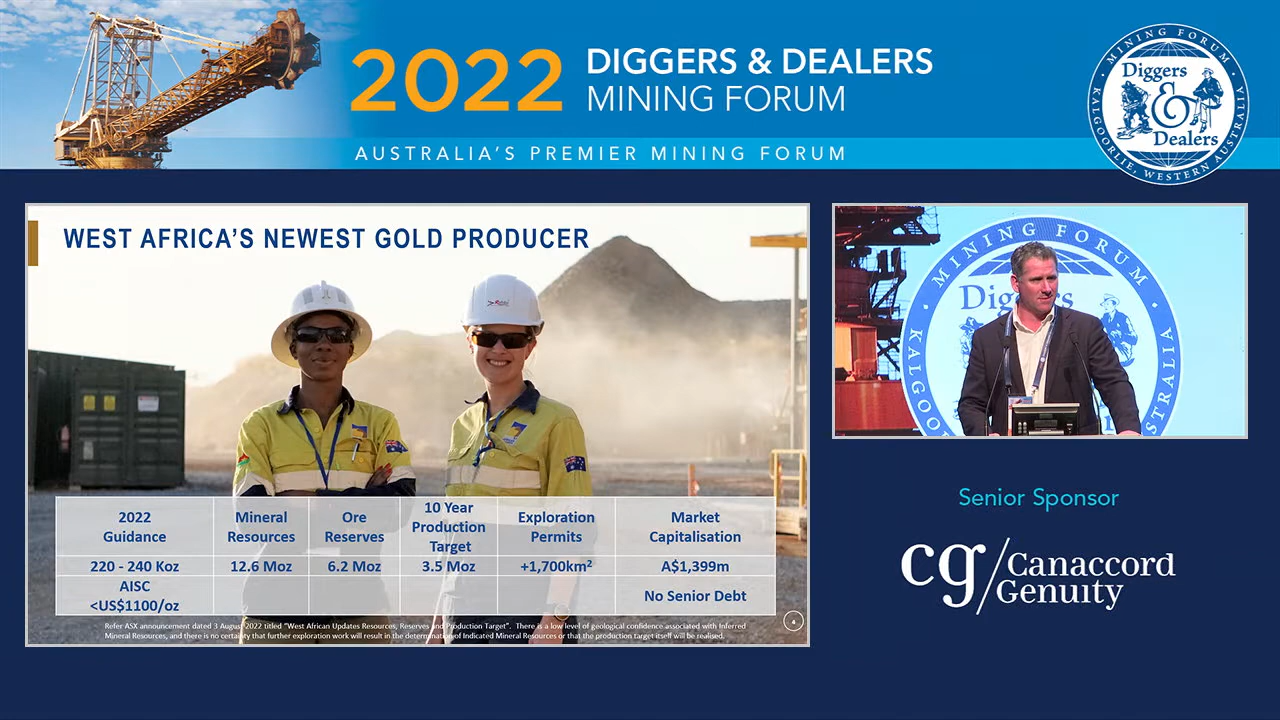 2022
DIGGERS & DEALERS
MINING FORUM
AUSTRALIA'S PREMIER MINING FORUM
MINING FORUM
Diggers
&
Dealers
KALGOORLIE, WESTERN AUSTRALIA
WEST AFRICA'S NEWEST GOLD PRODUCER
2022 Guidance
Mineral Resources
Ore Reserves
10 Year Production Target
Exploration Permits
Market Capitalisation
220 - 240 Koz
12.6 Moz
6.2 Moz
3.5 Moz
+1,700km²
A$1,399m
AISC
<US$1100/oz
No Senior Debt
Refer ASX announcement dated 3 August 2022 titled "West African Updates Resources, Reserves and Production Target". There is a low level of geological confidence associated with Inferred
Mineral Resources, and there is no certainty that further exploration work will result in the determination of Indicated Mineral Resources or that the production target itself will be realised.
4
MINING FORUM
Senior Sponsor
cg/Canaccord
Genuity